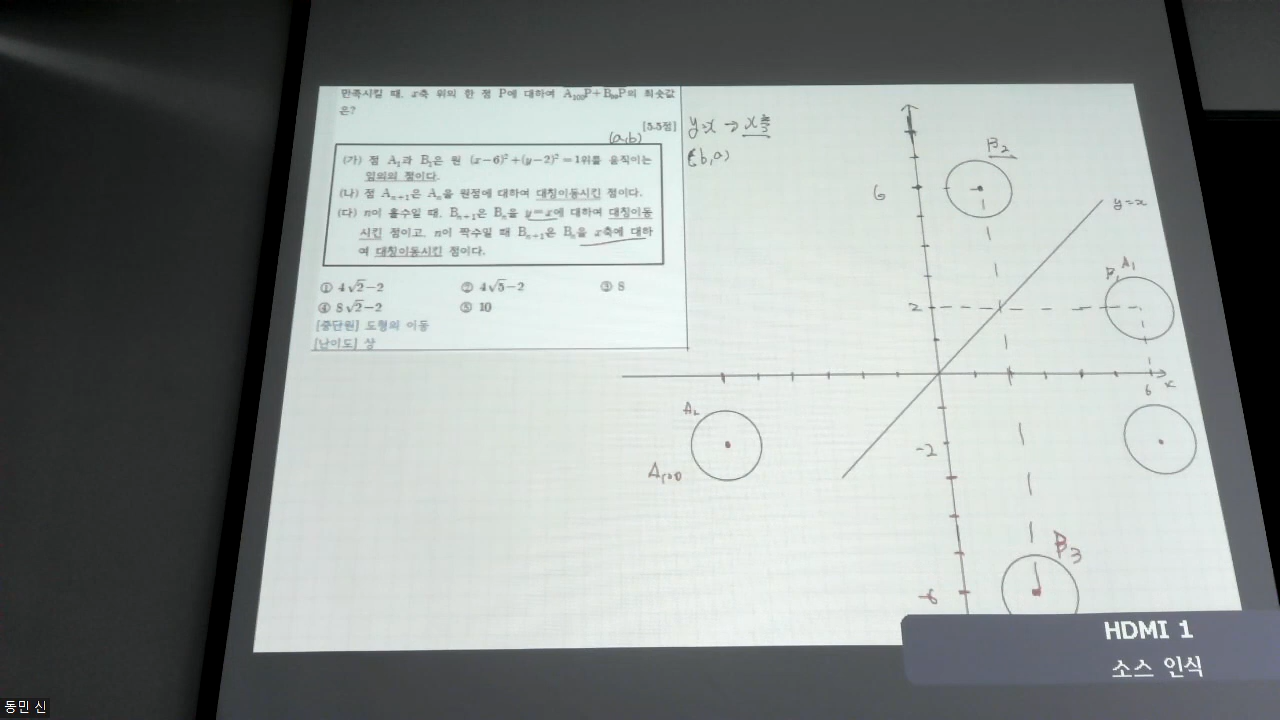 만족시킬 때, x축 위의 한 점 P에 대하여 A₁₀₀P+B₉₉P의 최솟값
은?
[5.5점]
(a,b)
(가) 점 A₁과 B₁은 원 (x−6)²+(y−2)²=1위를 움직이는
임의의 점이다.
(나) 점 Aₙ₊₁은 Aₙ을 원점에 대하여 대칭이동시킨 점이다.
(다) n이 홀수일 때, Bₙ₊₁은 Bₙ을 y=x에 대하여 대칭이동
시킨 점이고, n이 짝수일 때 Bₙ₊₁은 Bₙ을 x축에 대하
여 대칭이동시킨 점이다.
① 4√2−2
② 4√5−2
③ 8
④ 8√2−2
⑤ 10
[중단원] 도형의 이동
[난이도] 상
y=x →
(b,a)
B₂
6
y=x
B₁
A₁
2
6
x
A₂
-2
A₁₀₀
B₃
-6
HDMI 1
소스 인식
동민 신